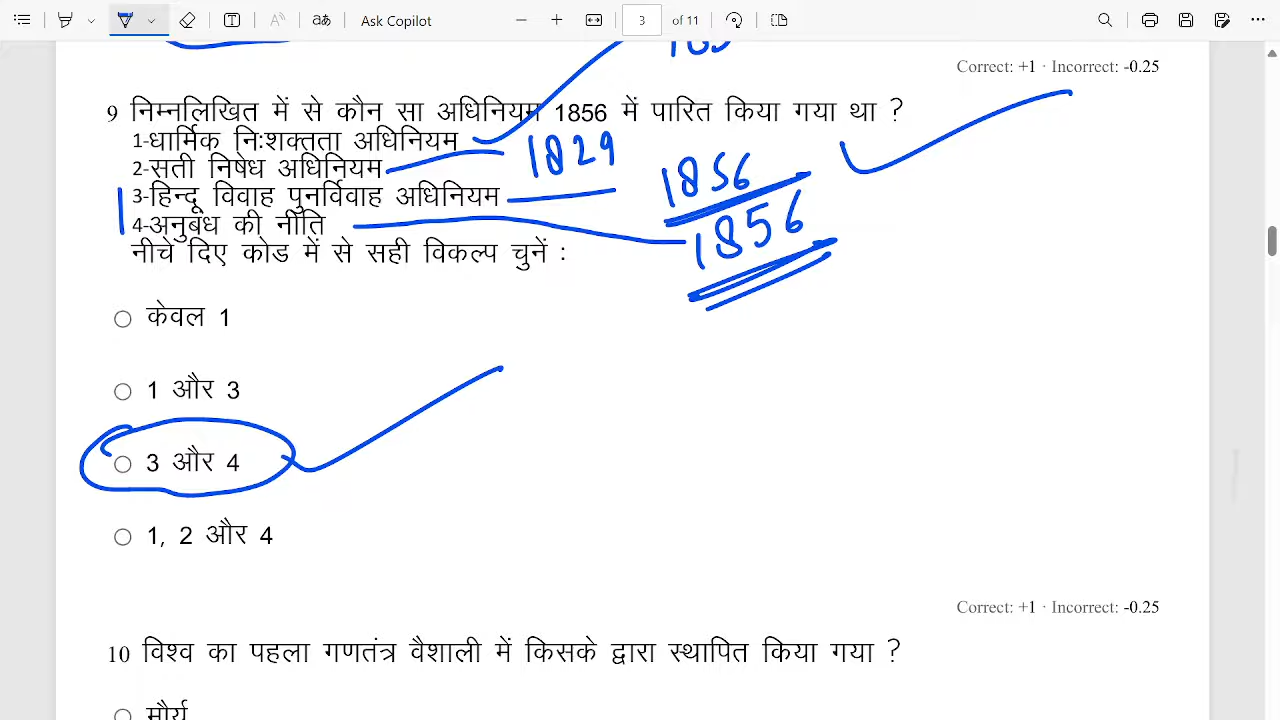 Ask Copilot
3 of 11
Correct: +1 · Incorrect: -0.25
9 निम्नलिखित में से कौन सा अधिनियम 1856 में पारित किया गया था ?
1-धार्मिक निःशक्तता अधिनियम
2-सती निषेध अधिनियम 1829
3-हिन्दू विवाह पुनर्विवाह अधिनियम 1856
4-अनुबंध की नीति 1856
नीचे दिए कोड में से सही विकल्प चुनें :
केवल 1
1 और 3
3 और 4
1, 2 और 4
Correct: +1 · Incorrect: -0.25
10 विश्व का पहला गणतंत्र वैशाली में किसके द्वारा स्थापित किया गया ?
मौर्य